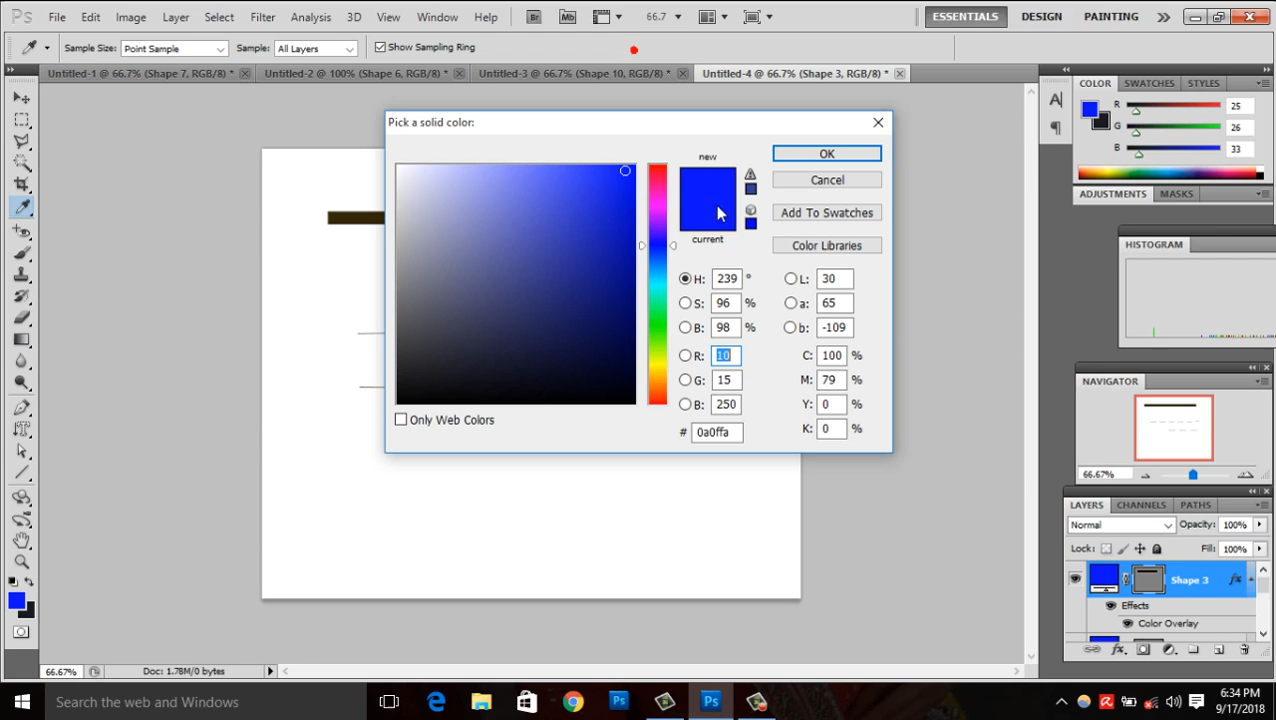 Ps File Edit Image Layer Select Filter Analysis 3D View Window Help Br Mb 66.7 ESSENTIALS DESIGN PAINTING
Sample Size: Point Sample Sample: All Layers Show Sampling Ring
Untitled-1 @ 66.7% (Shape 7, RGB/8) * Untitled-2 @ 100% (Shape 6, RGB/8) * Untitled-3 @ 66.7% (Shape 10, RGB/8) * Untitled-4 @ 66.7% (Shape 3, RGB/8) *
COLOR SWATCHES STYLES
R 25
G 26
B 33
ADJUSTMENTS MASKS
HISTOGRAM
Pick a solid color:
new
current
OK
Cancel
Add To Swatches
Color Libraries
H: 239 ° L: 30
S: 96 % a: 65
B: 98 % b: -109
R: 10 C: 100 %
G: 15 M: 79 %
B: 250 Y: 0 %
# 0a0ffa K: 0 %
Only Web Colors
NAVIGATOR
66.67%
LAYERS CHANNELS PATHS
Normal Opacity: 100%
Lock: Fill: 100%
Shape 3 fx
Effects
Color Overlay
66.67% Doc: 1.78M/0 bytes
Search the web and Windows
6:34 PM
9/17/2018